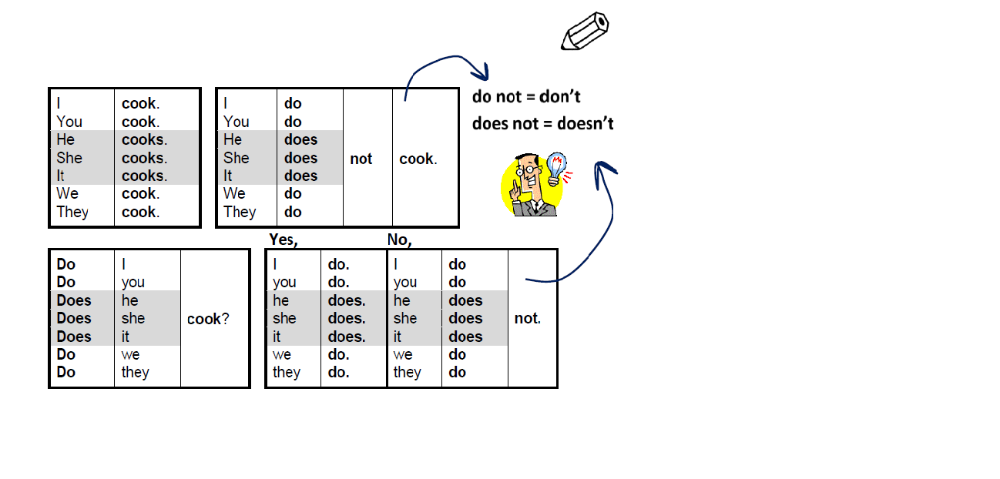 I cook.
You cook.
He cooks.
She cooks.
It cooks.
We cook.
They cook.
I do
You do
He does
She does not cook.
It does
We do
They do
do not = don't
does not = doesn't
Do I
Do you
Does he
Does she cook?
Does it
Do we
Do they
Yes, No,
I do. I do
you do. you do
he does. he does
she does. she does not.
it does. it does
we do. we do
they do. they do